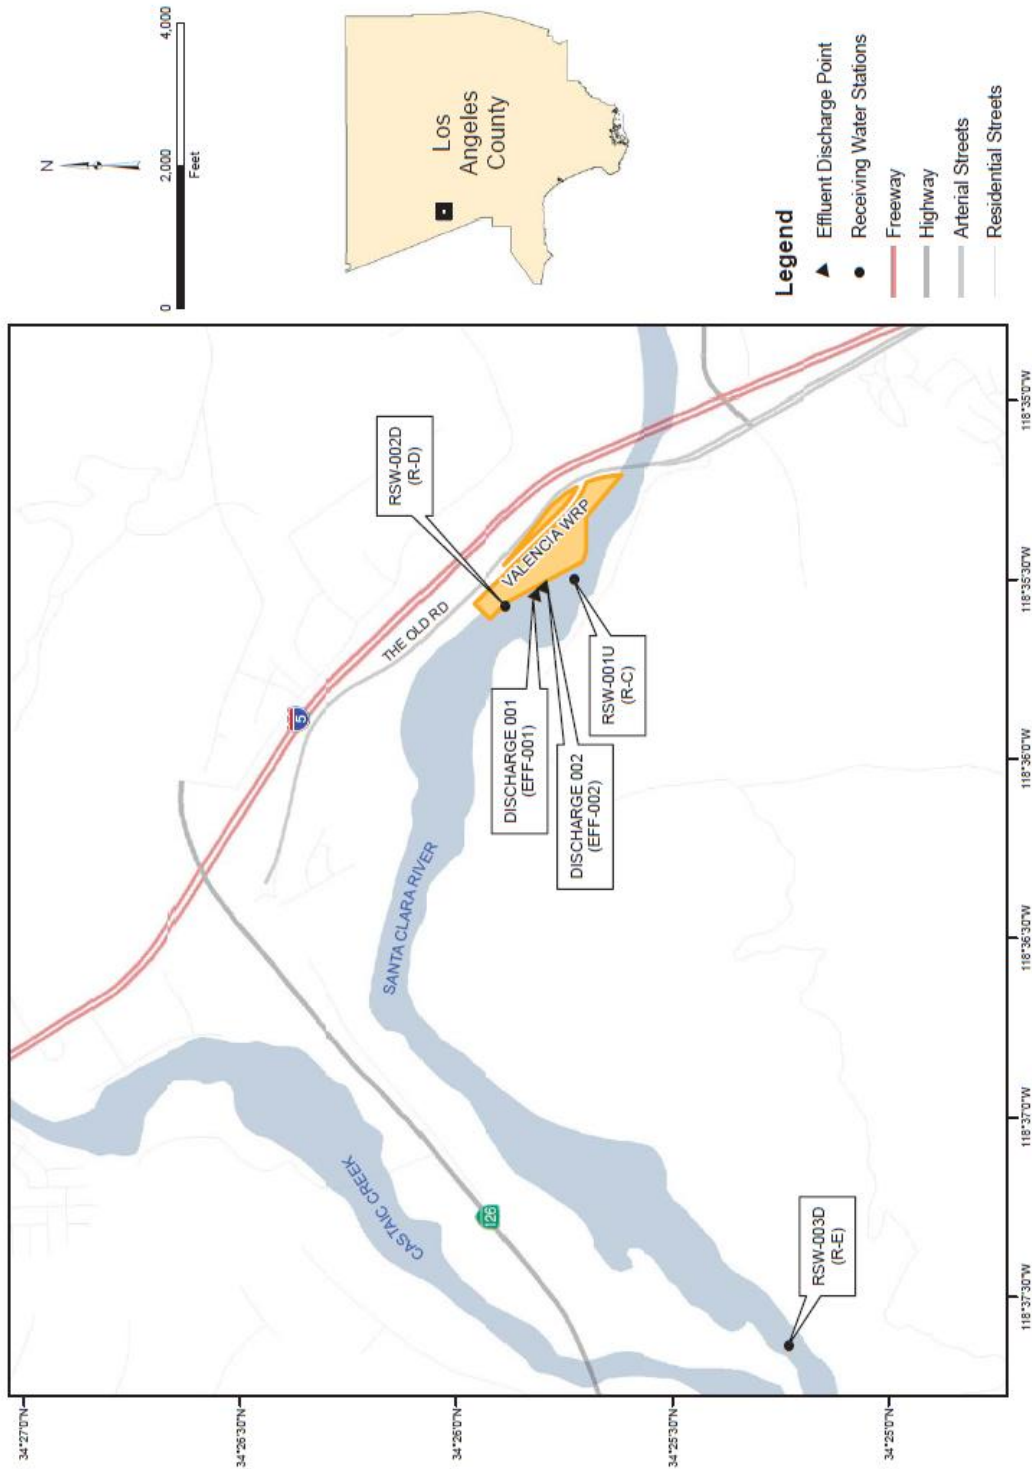 N
0 2,000 4,000
Feet
Los
Angeles
County
Legend
Effluent Discharge Point
Receiving Water Stations
Freeway
Highway
Arterial Streets
Residential Streets
34°27'0"N
34°26'30"N
34°26'0"N
34°25'30"N
34°25'0"N
118°37'30"W
118°37'0"W
118°36'30"W
118°36'0"W
118°35'30"W
118°35'0"W
CASTAIC CREEK
126
SANTA CLARA RIVER
5
THE OLD RD
VALENCIA WRP
RSW-002D
(R-D)
DISCHARGE 001
(EFF-001)
DISCHARGE 002
(EFF-002)
RSW-001U
(R-C)
RSW-003D
(R-E)